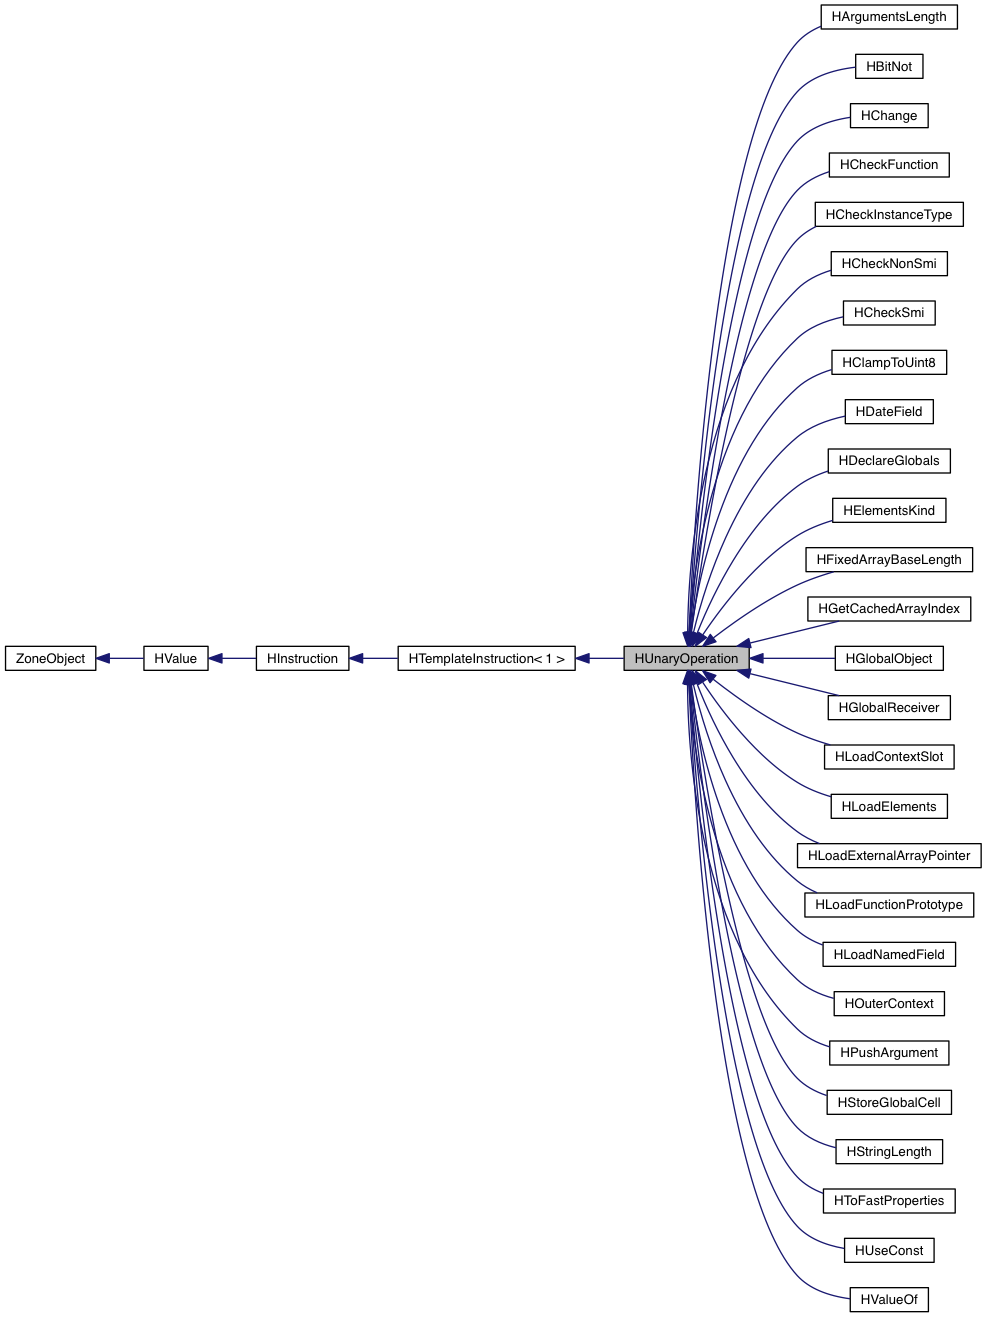 HArgumentsLength
HBitNot
HChange
HCheckFunction
HCheckInstanceType
HCheckNonSmi
HCheckSmi
HClampToUint8
HDateField
HDeclareGlobals
HElementsKind
HFixedArrayBaseLength
HGetCachedArrayIndex
ZoneObject HValue HInstruction HTemplateInstruction< 1 > HUnaryOperation HGlobalObject
HGlobalReceiver
HLoadContextSlot
HLoadElements
HLoadExternalArrayPointer
HLoadFunctionPrototype
HLoadNamedField
HOuterContext
HPushArgument
HStoreGlobalCell
HStringLength
HToFastProperties
HUseConst
HValueOf